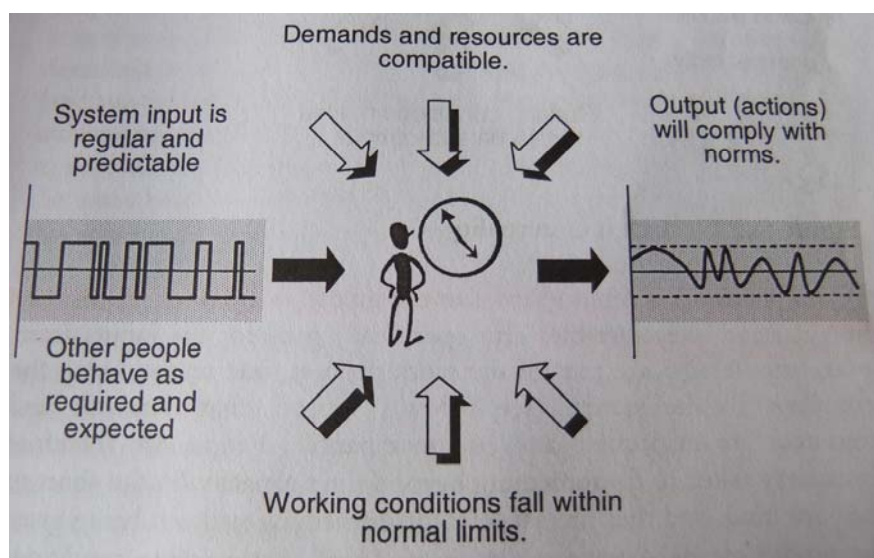 Demands and resources are
compatible.
System input is
regular and
predictable
Output (actions)
will comply with
norms.
Other people
behave as
required and
expected
Working conditions fall within
normal limits.